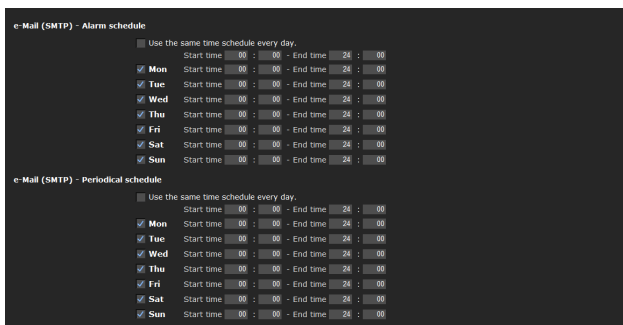 e-Mail (SMTP) - Alarm schedule
Use the same time schedule every day.
Start time 00 : 00 - End time 24 : 00
Mon Start time 00 : 00 - End time 24 : 00
Tue Start time 00 : 00 - End time 24 : 00
Wed Start time 00 : 00 - End time 24 : 00
Thu Start time 00 : 00 - End time 24 : 00
Fri Start time 00 : 00 - End time 24 : 00
Sat Start time 00 : 00 - End time 24 : 00
Sun Start time 00 : 00 - End time 24 : 00
e-Mail (SMTP) - Periodical schedule
Use the same time schedule every day.
Start time 00 : 00 - End time 24 : 00
Mon Start time 00 : 00 - End time 24 : 00
Tue Start time 00 : 00 - End time 24 : 00
Wed Start time 00 : 00 - End time 24 : 00
Thu Start time 00 : 00 - End time 24 : 00
Fri Start time 00 : 00 - End time 24 : 00
Sat Start time 00 : 00 - End time 24 : 00
Sun Start time 00 : 00 - End time 24 : 00